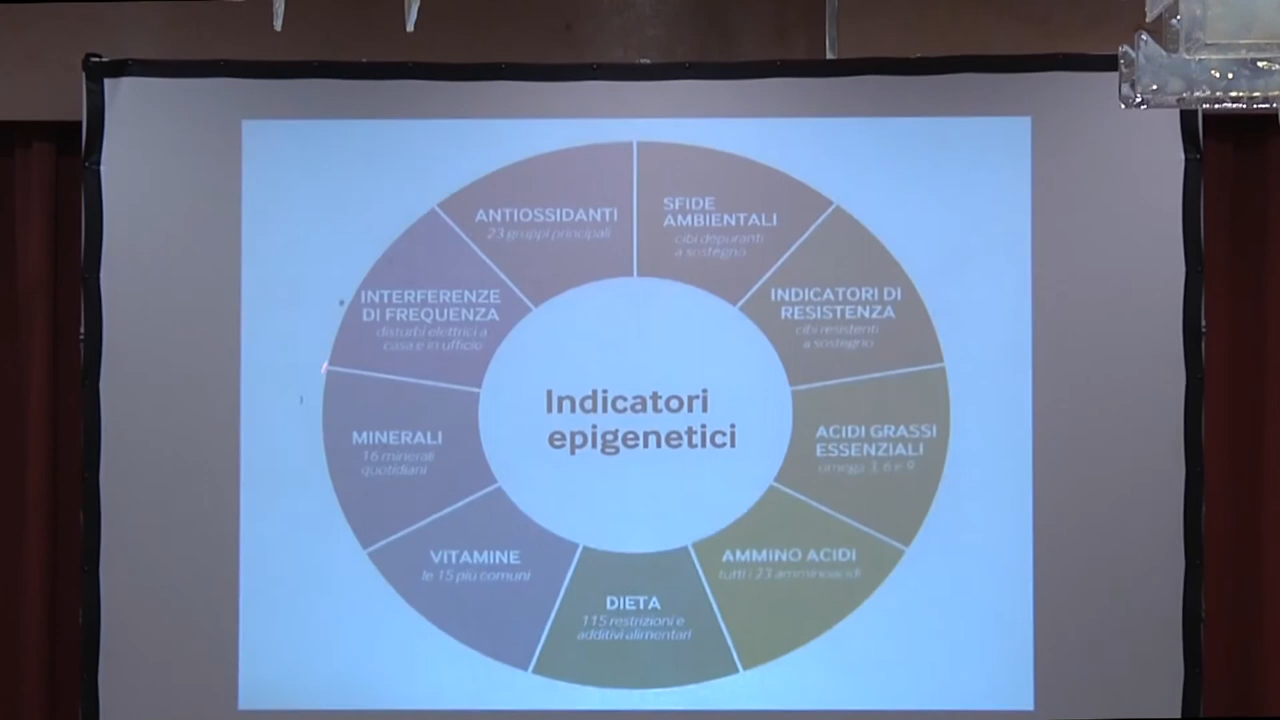 ANTIOSSIDANTI
23 gruppi principali
SFIDE
AMBIENTALI
cibi depuranti
a sostegno
INDICATORI DI
RESISTENZA
cibi resistenti
a sostegno
ACIDI GRASSI
ESSENZIALI
omega 3, 6 e 9
AMMINO ACIDI
tutti i 23 amminoacidi
DIETA
115 restrizioni e
additivi alimentari
VITAMINE
le 15 più comuni
MINERALI
16 minerali
quotidiani
INTERFERENZE
DI FREQUENZA
disturbi elettrici a
casa e in ufficio
Indicatori
epigenetici